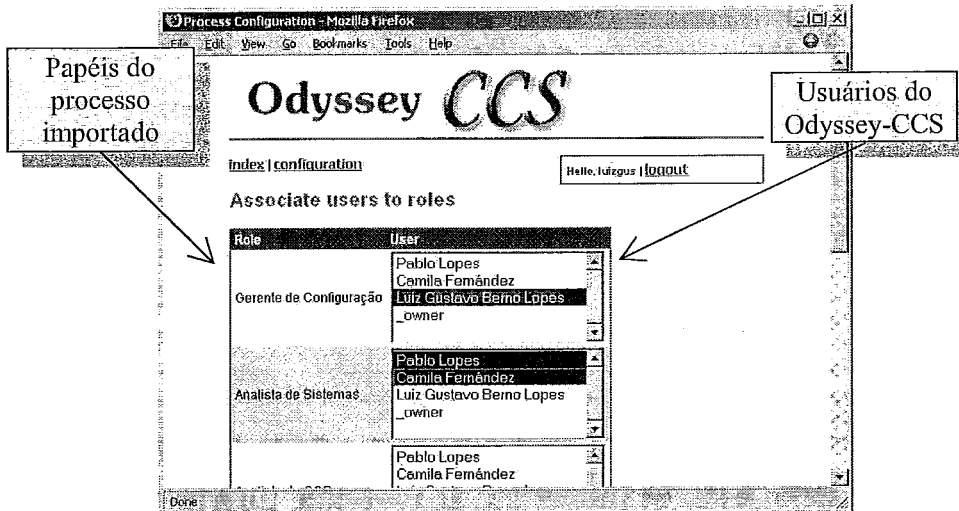 Process Configuration - Mozilla Firefox
File Edit View Go Bookmarks Tools Help
Papéis do
processo
importado
Odyssey CCS
Usuários do
Odyssey-CCS
index | configuration
Hello, luizgus | logout
Associate users to roles
Role User
Gerente de Configuração
Pablo Lopes
Camila Fernández
Luiz Gustavo Berno Lopes
_owner
Analista de Sistemas
Pablo Lopes
Camila Fernández
Luiz Gustavo Berno Lopes
_owner
Pablo Lopes
Camila Fernández
Done